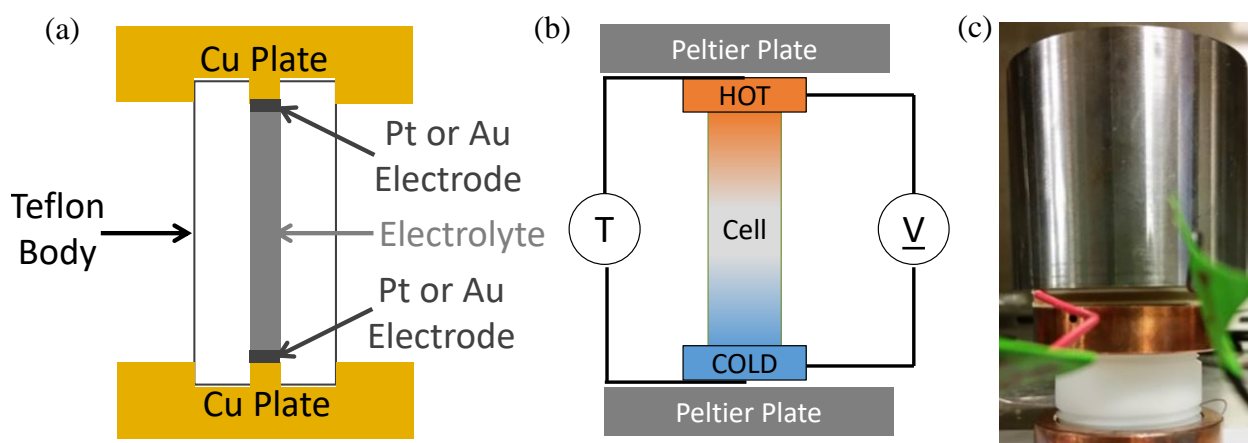 (a)
Cu Plate
Pt or Au
Electrode
Teflon
Body
Electrolyte
Pt or Au
Electrode
Cu Plate
(b)
Peltier Plate
HOT
T
Cell
V
COLD
Peltier Plate
(c)